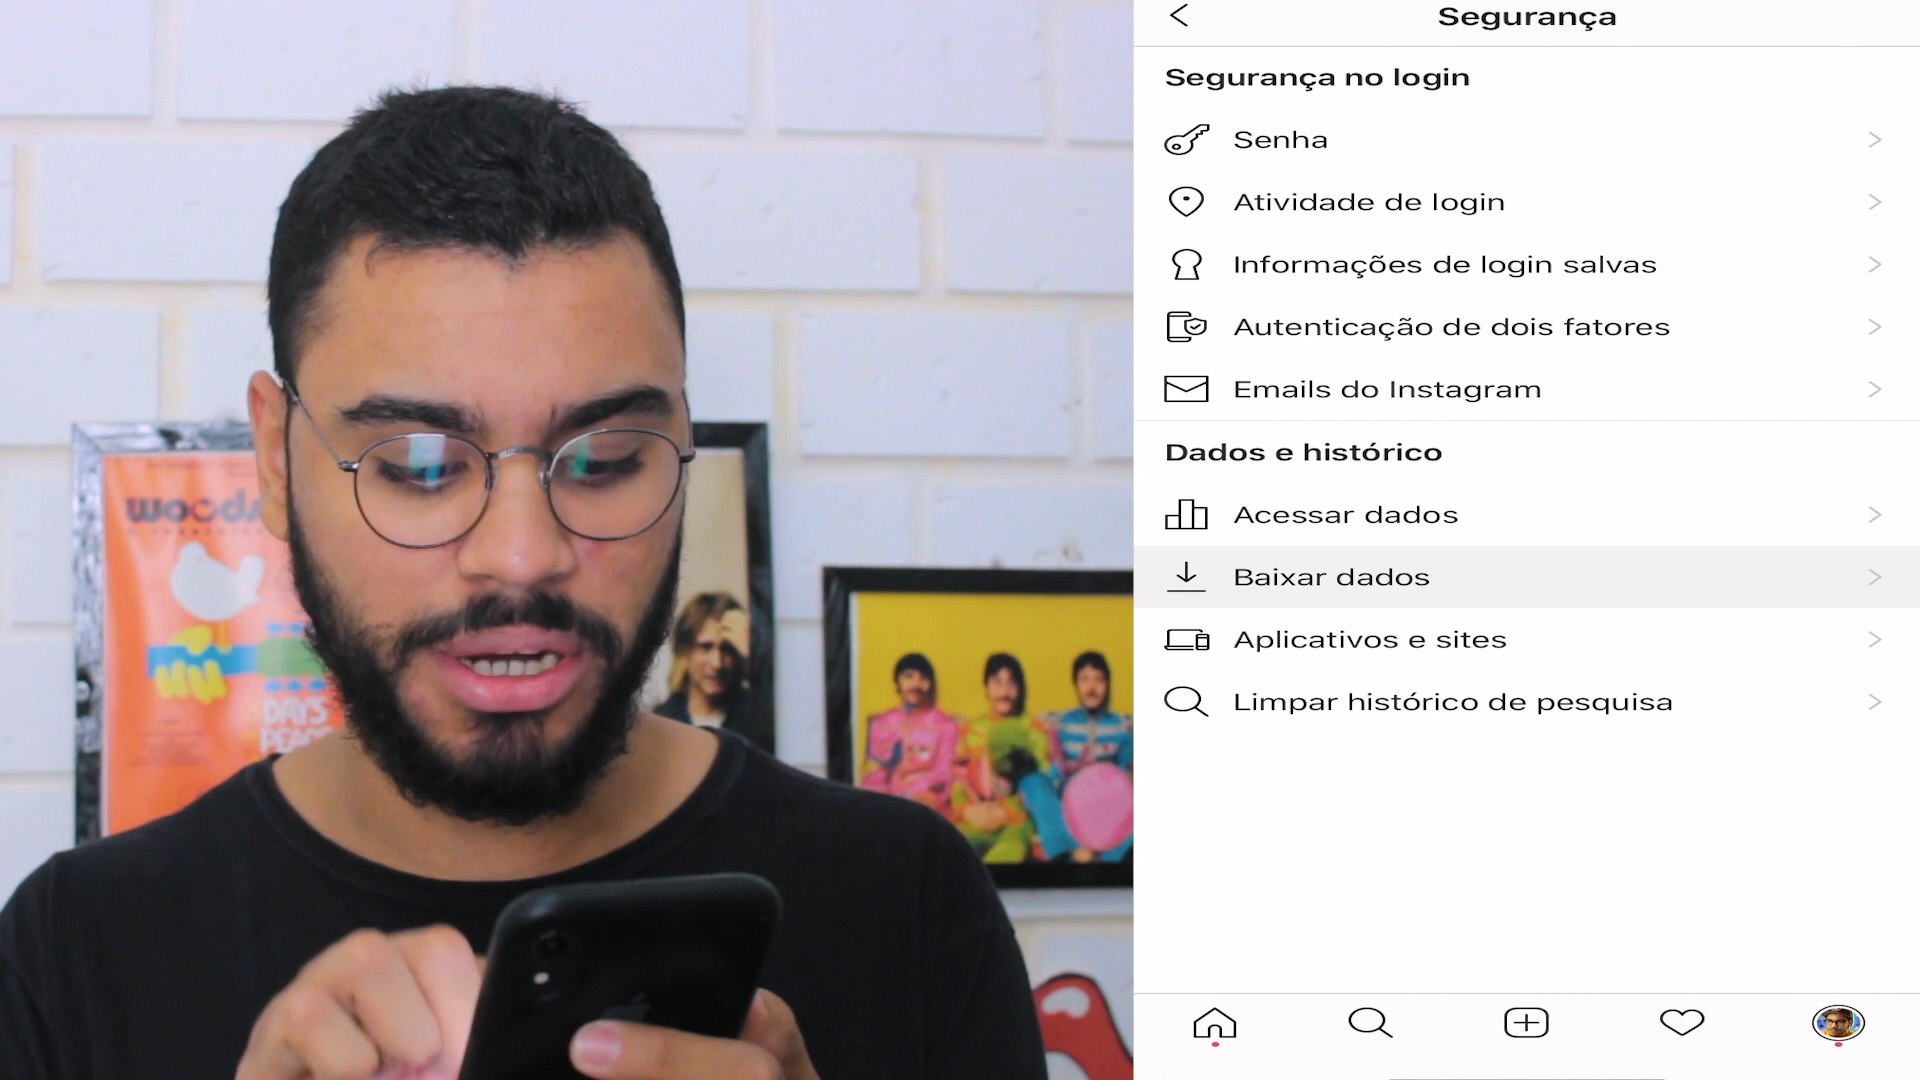 Segurança
Segurança no login
Senha
Atividade de login
Informações de login salvas
Autenticação de dois fatores
Emails do Instagram
Dados e histórico
Acessar dados
Baixar dados
Aplicativos e sites
Limpar histórico de pesquisa
DAYS